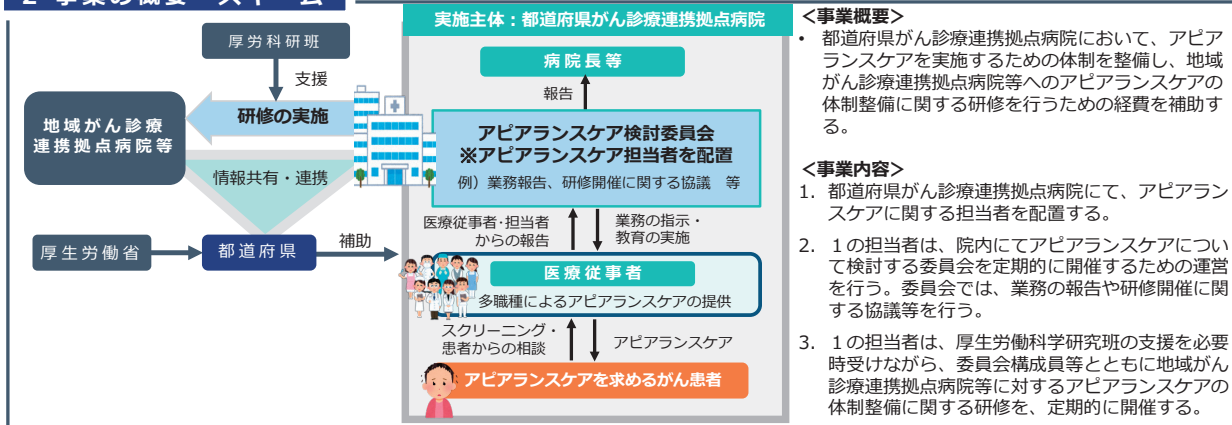 2 事業の概要・スキーム
厚労科研班
支援
研修の実施
地域がん診療
連携拠点病院等
情報共有・連携
厚生労働省
都道府県
補助
実施主体：都道府県がん診療連携拠点病院
病院長等
報告
アピアランスケア検討委員会
※アピアランスケア担当者を配置
例）業務報告、研修開催に関する協議　等
医療従事者・担当者
からの報告
業務の指示・
教育の実施
医療従事者
多職種によるアピアランスケアの提供
スクリーニング・
患者からの相談
アピアランスケア
アピアランスケアを求めるがん患者
＜事業概要＞
• 都道府県がん診療連携拠点病院において、アピア
ランスケアを実施するための体制を整備し、地域
がん診療連携拠点病院等へのアピアランスケアの
体制整備に関する研修を行うための経費を補助す
る。
＜事業内容＞
1. 都道府県がん診療連携拠点病院にて、アピアラン
スケアに関する担当者を配置する。
2. １の担当者は、院内にてアピアランスケアについ
て検討する委員会を定期的に開催するための運営
を行う。委員会では、業務の報告や研修開催に関
する協議等を行う。
3. １の担当者は、厚生労働科学研究班の支援を必要
時受けながら、委員会構成員等とともに地域がん
診療連携拠点病院等に対するアピアランスケアの
体制整備に関する研修を、定期的に開催する。